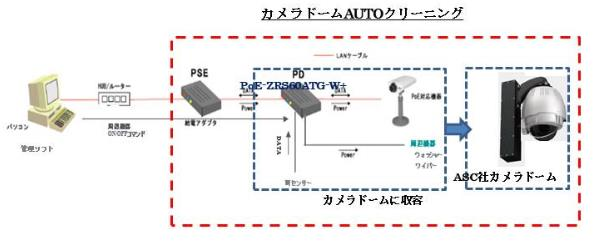 カメラドームAUTOクリーニング
LANケーブル
PSE
PD
HUB/ルーター
PoE-ZRS60ATG-W+
DATA
Power
DATA
Power
PoE対応機器
給電アダプタ
パソコン
周辺機器
ON/OFFコマンド
管理ソフト
DATA
Power
周辺機器
ウォッシャー
ワイパー
雨センサー
カメラドームに収容
ASC社カメラドーム